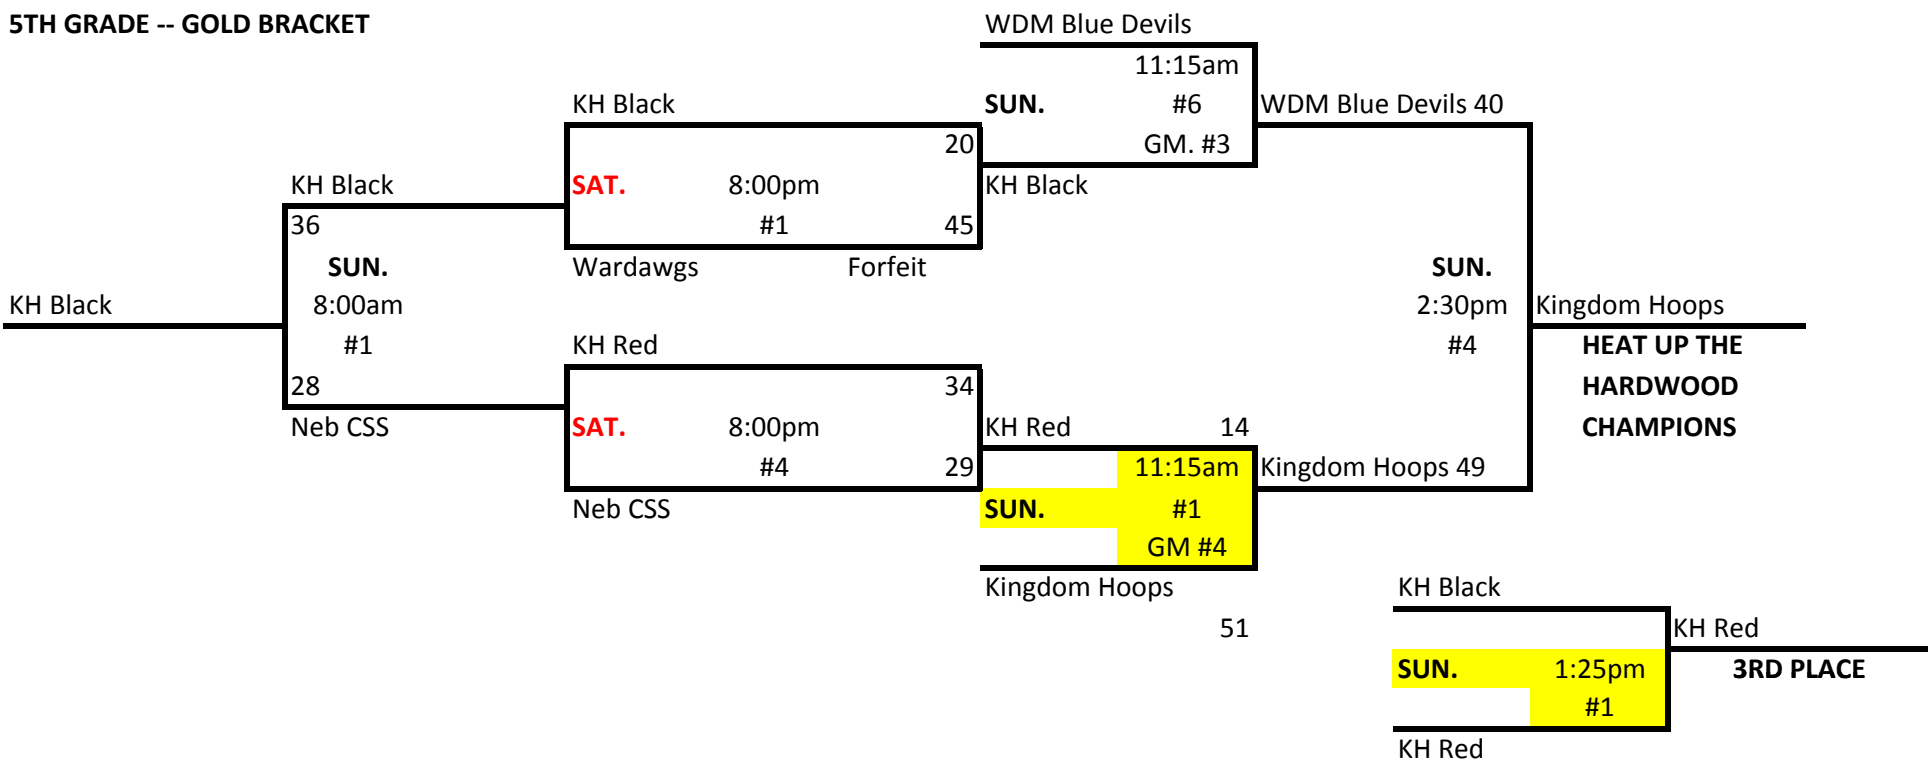 5TH GRADE -- GOLD BRACKET
WDM Blue Devils
11:15am
KH Black
SUN.
#6
WDM Blue Devils 40
20
GM. #3
KH Black
SAT.
8:00pm
KH Black
36
#1
45
SUN.
Wardawgs
Forfeit
SUN.
KH Black
8:00am
2:30pm
Kingdom Hoops
#1
KH Red
#4
HEAT UP THE
28
34
HARDWOOD
Neb CSS
SAT.
8:00pm
KH Red
14
CHAMPIONS
#4
29
11:15am
Kingdom Hoops 49
Neb CSS
SUN.
#1
GM #4
Kingdom Hoops
KH Black
51
KH Red
SUN.
1:25pm
3RD PLACE
#1
KH Red